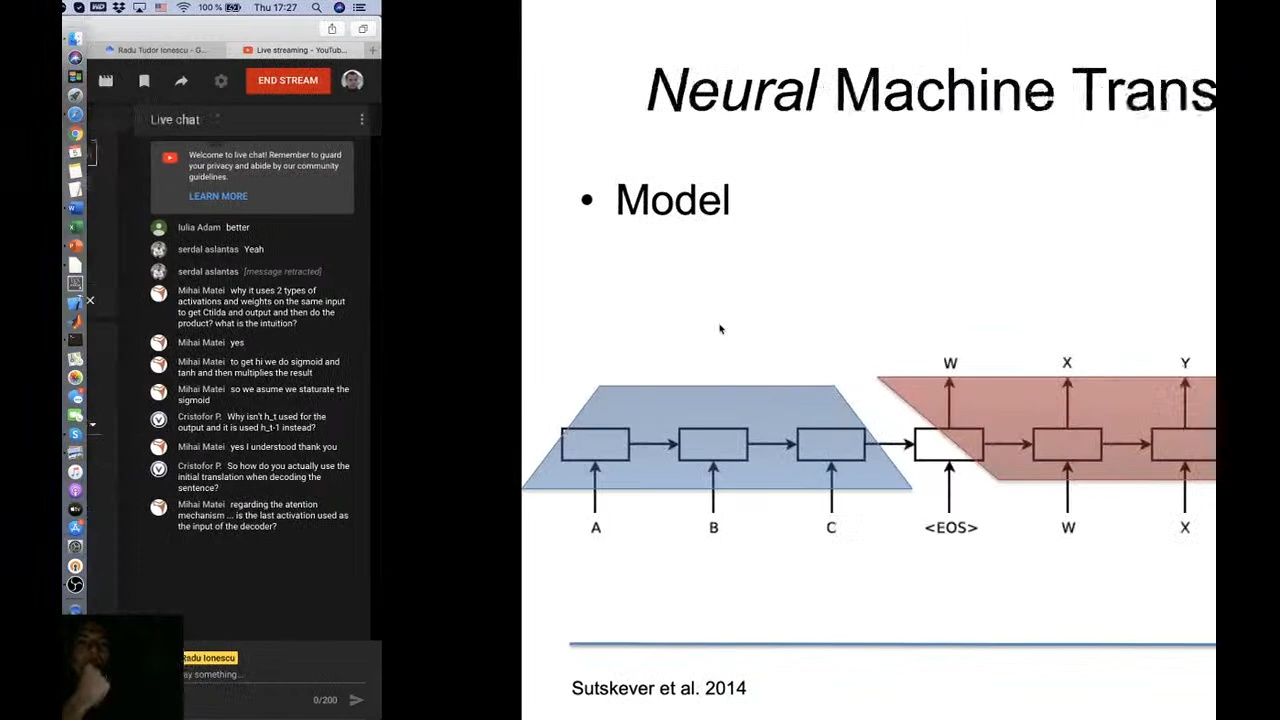 100 %
Thu 17:27
Radu Tudor Ionescu - G...
Live streaming - YouTub...
END STREAM
Live chat
Welcome to live chat! Remember to guard
your privacy and abide by our community
guidelines.
LEARN MORE
Iulia Adam better
serdal aslantas Yeah
serdal aslantas [message retracted]
Mihai Matei why it uses 2 types of
activations and weights on the same input
to get Ctilda and output and then do the
product? what is the intuition?
Mihai Matei yes
Mihai Matei to get hi we do sigmoid and
tanh and then multiplies the result
Mihai Matei so we asume we staturate the
sigmoid
Cristofor P. Why isn't h_t used for the
output and it is used h_t-1 instead?
Mihai Matei yes I understood thank you
Cristofor P. So how do you actually use the
initial translation when decoding the
sentence?
Mihai Matei regarding the atention
mechanism ... is the last activation used as
the input of the decoder?
Radu Ionescu
ay something...
0/200
Neural Machine Trans
• Model
W X Y
A B C <EOS> W X
Sutskever et al. 2014